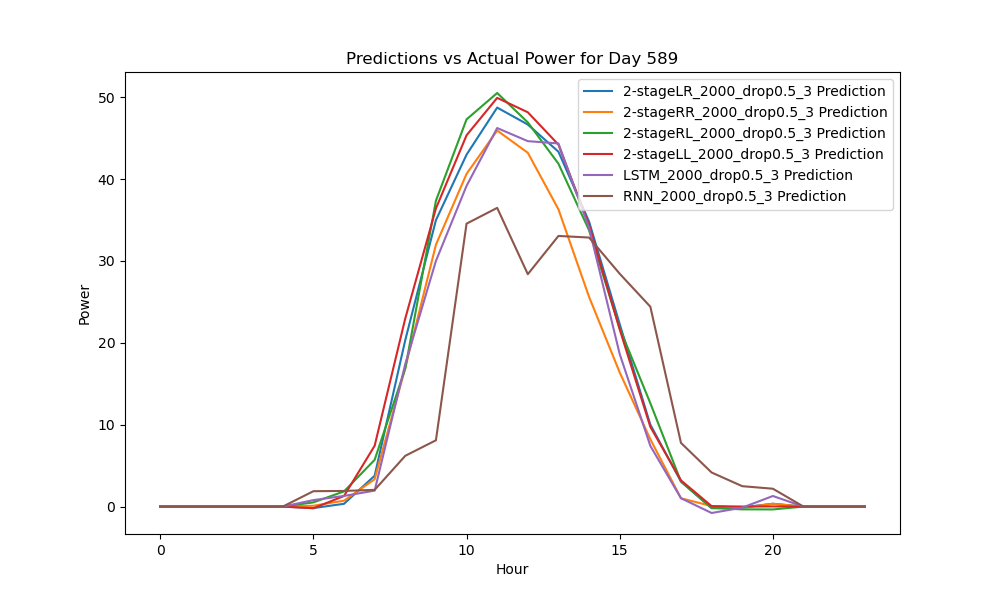 Predictions vs Actual Power for Day 589
2-stageLR_2000_drop0.5_3 Prediction
2-stageRR_2000_drop0.5_3 Prediction
2-stageRL_2000_drop0.5_3 Prediction
2-stageLL_2000_drop0.5_3 Prediction
LSTM_2000_drop0.5_3 Prediction
RNN_2000_drop0.5_3 Prediction
50
40
30
20
10
0
Power
0 5 10 15 20
Hour